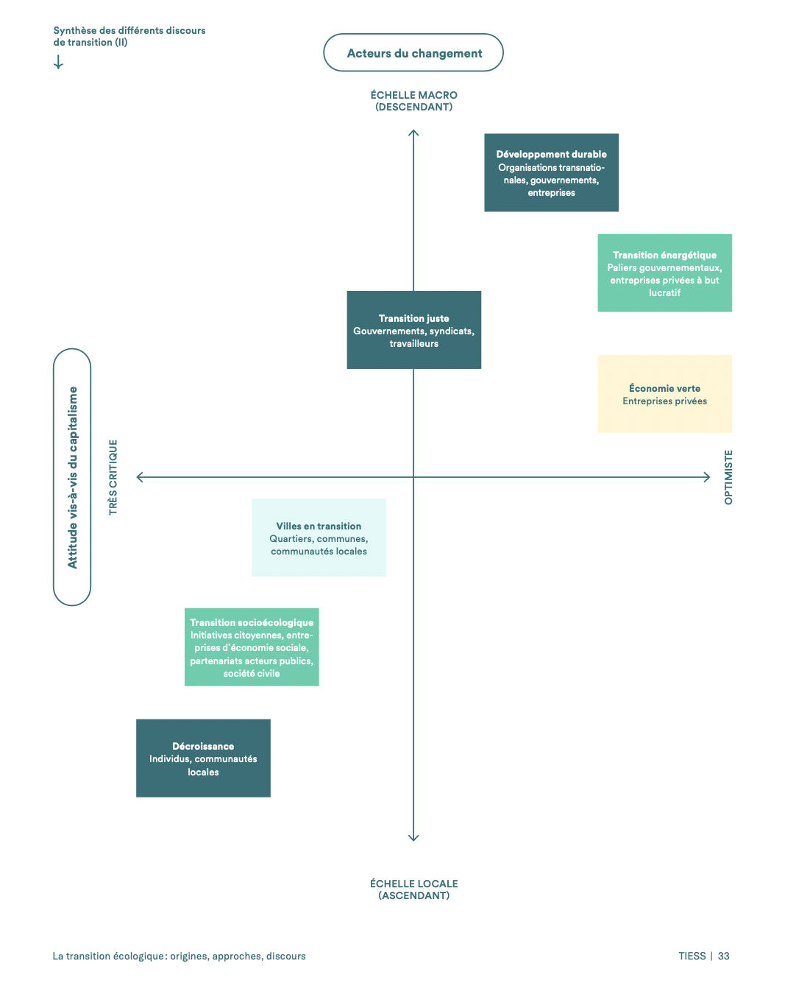 Synthèse des différents discours
de transition (II)
Acteurs du changement
ÉCHELLE MACRO
(DESCENDANT)
Développement durable
Organisations transnatio-
nales, gouvernements,
entreprises
Transition énergétique
Paliers gouvernementaux,
entreprises privées à but
lucratif
Transition juste
Gouvernements, syndicats,
travailleurs
Économie verte
Entreprises privées
Attitude vis-à-vis du capitalisme
TRÈS CRITIQUE
OPTIMISTE
Villes en transition
Quartiers, communes,
communautés locales
Transition socioécologique
Initiatives citoyennes, entre-
prises d'économie sociale,
partenariats acteurs publics,
société civile
Décroissance
Individus, communautés
locales
ÉCHELLE LOCALE
(ASCENDANT)
La transition écologique : origines, approches, discours
TIESS | 33